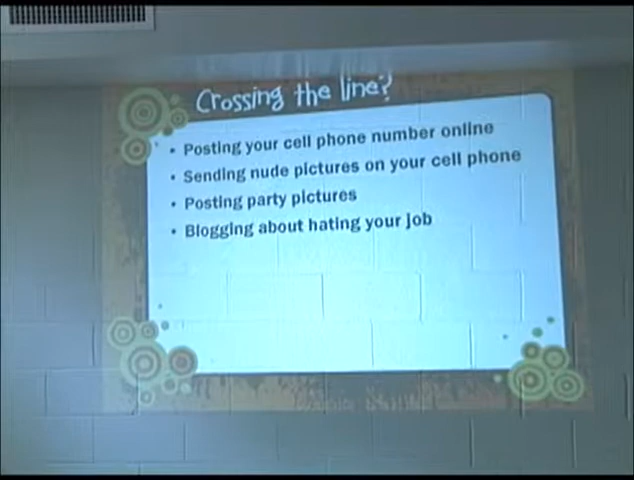 Crossing the line?
• Posting your cell phone number online
• Sending nude pictures on your cell phone
• Posting party pictures
• Blogging about hating your job